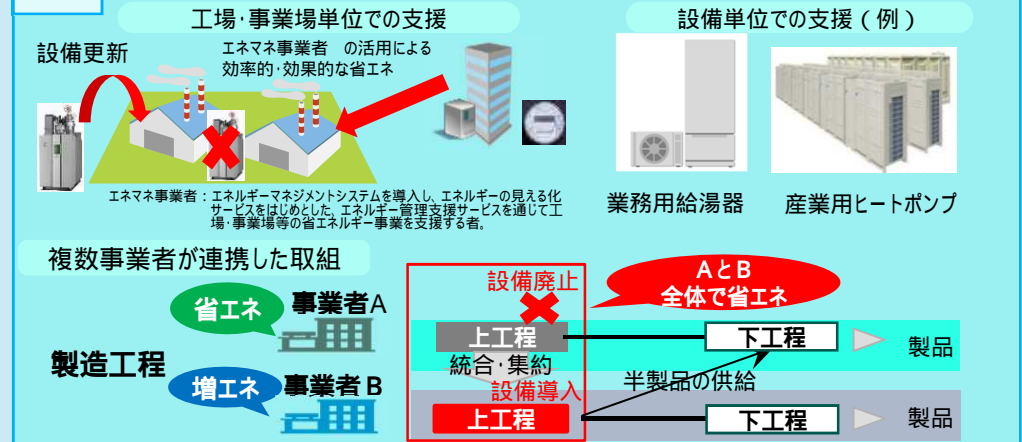 工場・事業場単位での支援
設備更新
エネマネ事業者　の活用による
効率的・効果的な省エネ
エネマネ事業者：エネルギーマネジメントシステムを導入し、エネルギーの見える化
サービスをはじめとした、エネルギー管理支援サービスを通じて工
場・事業場等の省エネルギー事業を支援する者。
設備単位での支援（例）
業務用給湯器
産業用ヒートポンプ
複数事業者が連携した取組
製造工程
省エネ
事業者A
増エネ
事業者B
設備廃止
AとB
全体で省エネ
上工程
統合・集約
設備導入
上工程
下工程
製品
半製品の供給
下工程
製品